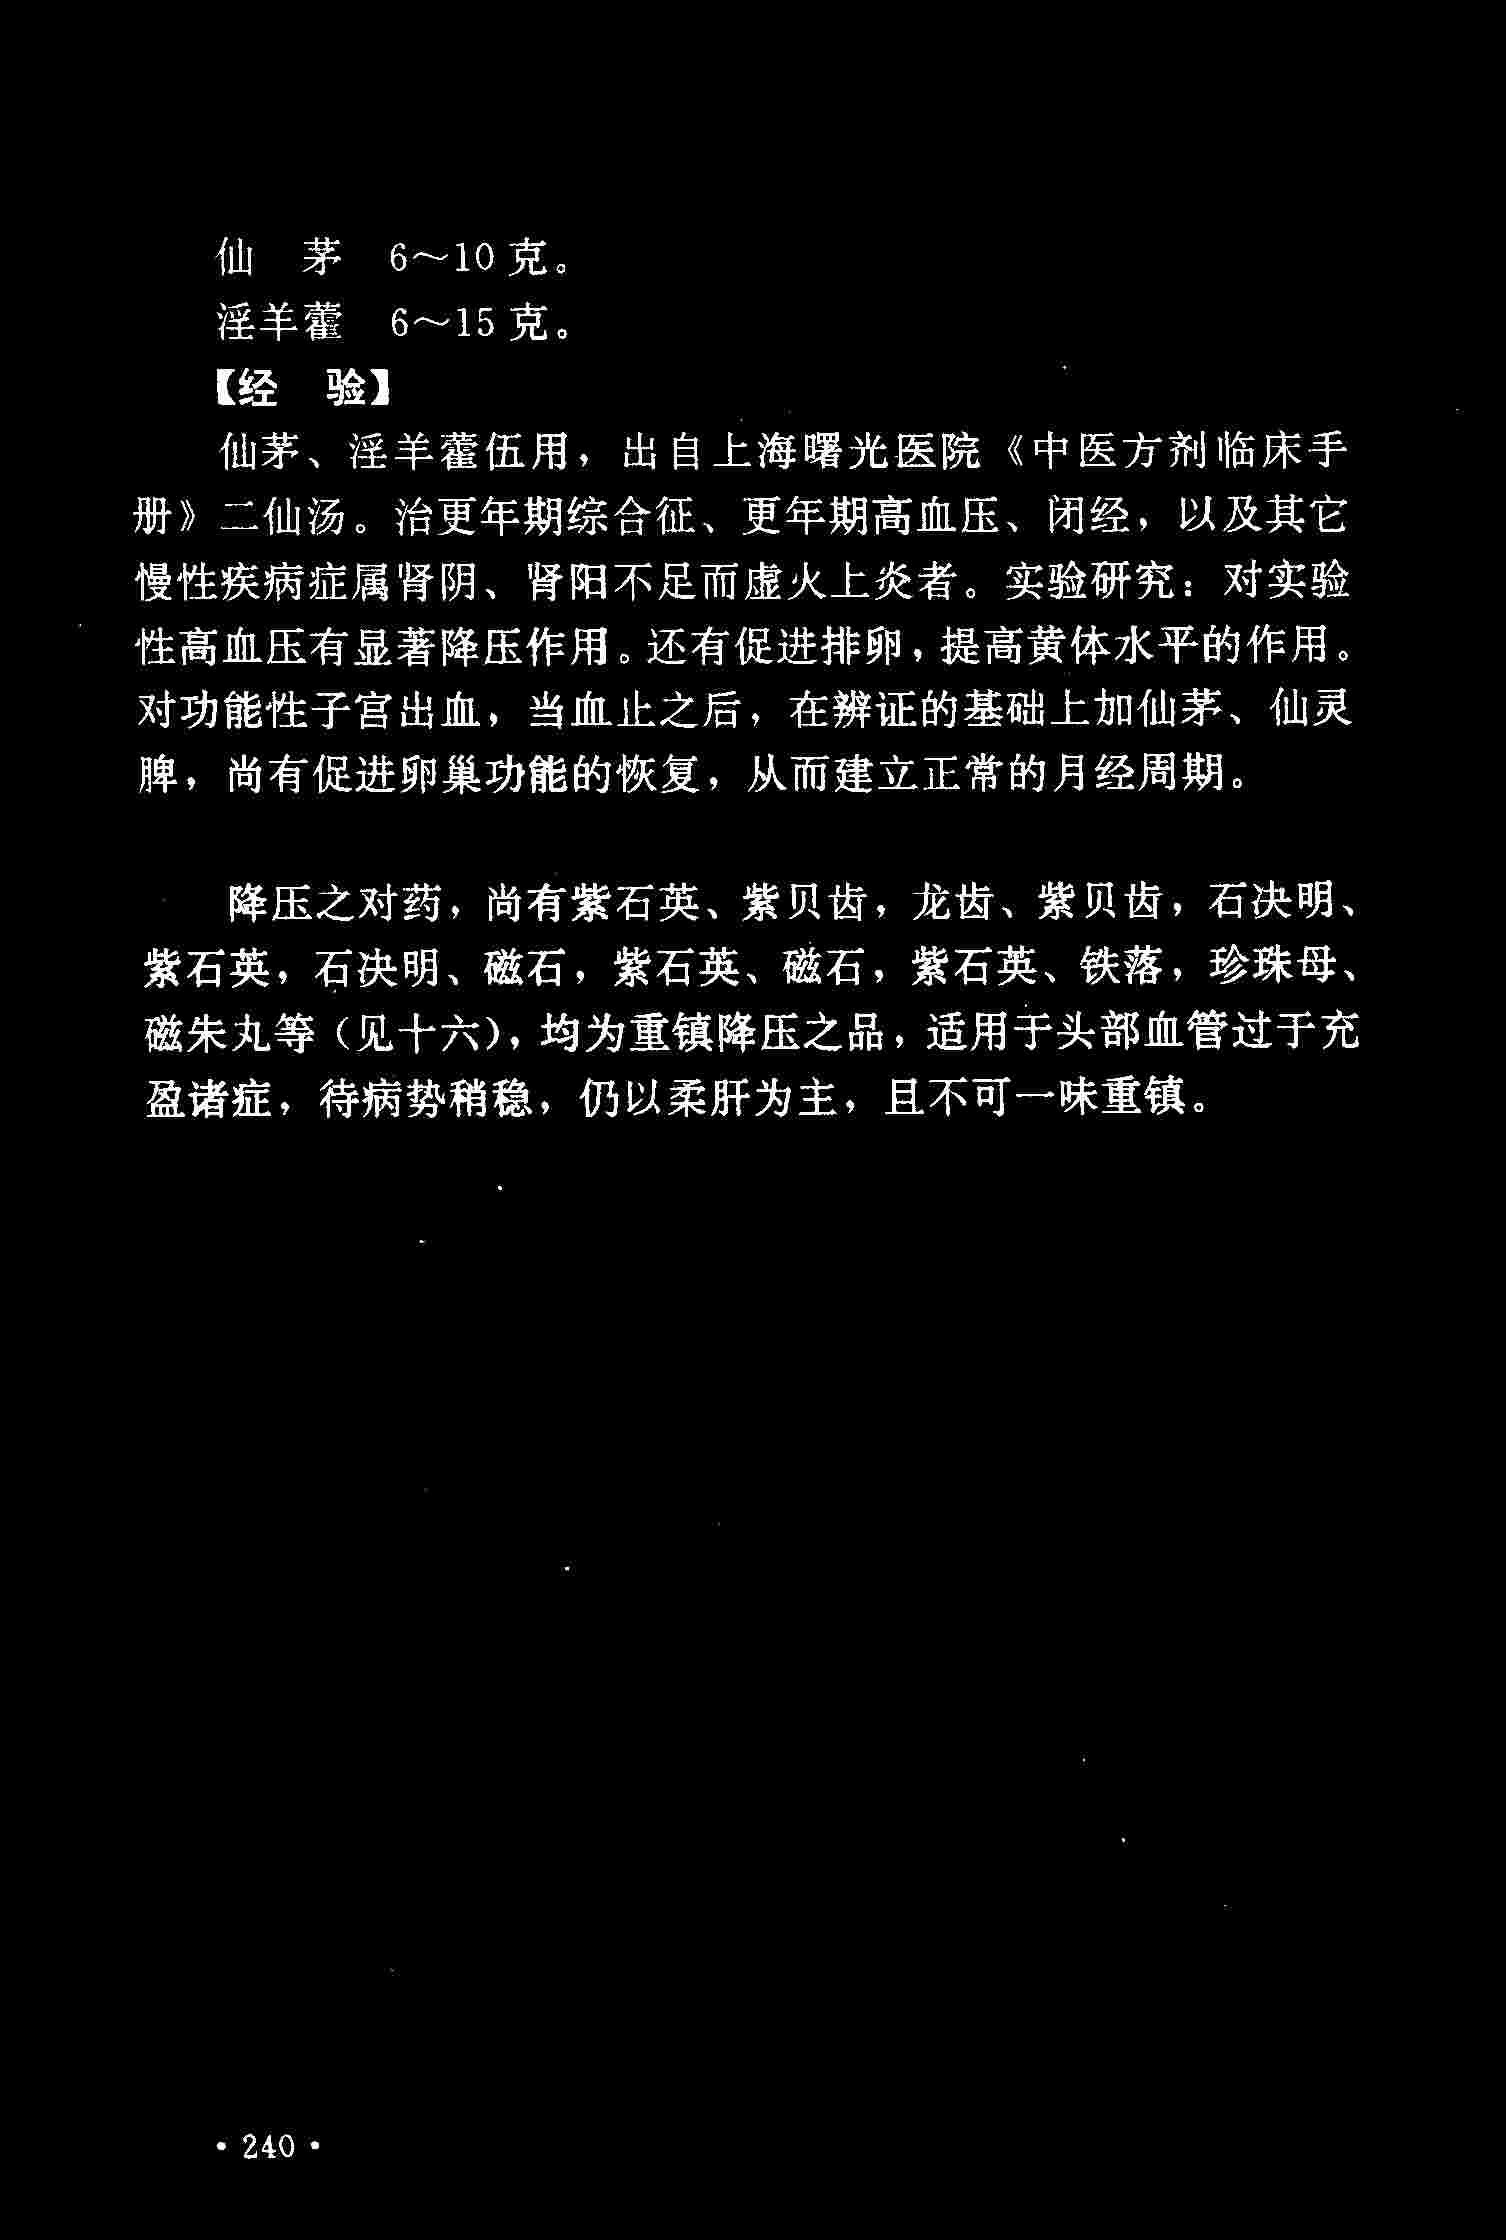 仙　茅　6～10克。
淫羊藿　6～15克。
【经　验】
仙茅、淫羊藿伍用，出自上海曙光医院《中医方剂临床手
册》二仙汤。治更年期综合征、更年期高血压、闭经，以及其它
慢性疾病症属肾阴、肾阳不足而虚火上炎者。实验研究：对实验
性高血压有显著降压作用。还有促进排卵，提高黄体水平的作用。
对功能性子宫出血，当血止之后，在辨证的基础上加仙茅、仙灵
脾，尚有促进卵巢功能的恢复，从而建立正常的月经周期。
降压之对药，尚有紫石英、紫贝齿，龙齿、紫贝齿，石决明、
紫石英，石决明、磁石，紫石英、磁石，紫石英、铁落，珍珠母、
磁朱丸等（见十六），均为重镇降压之品，适用于头部血管过于充
盈诸症，待病势稍稳，仍以柔肝为主，且不可一味重镇。
· 240 ·